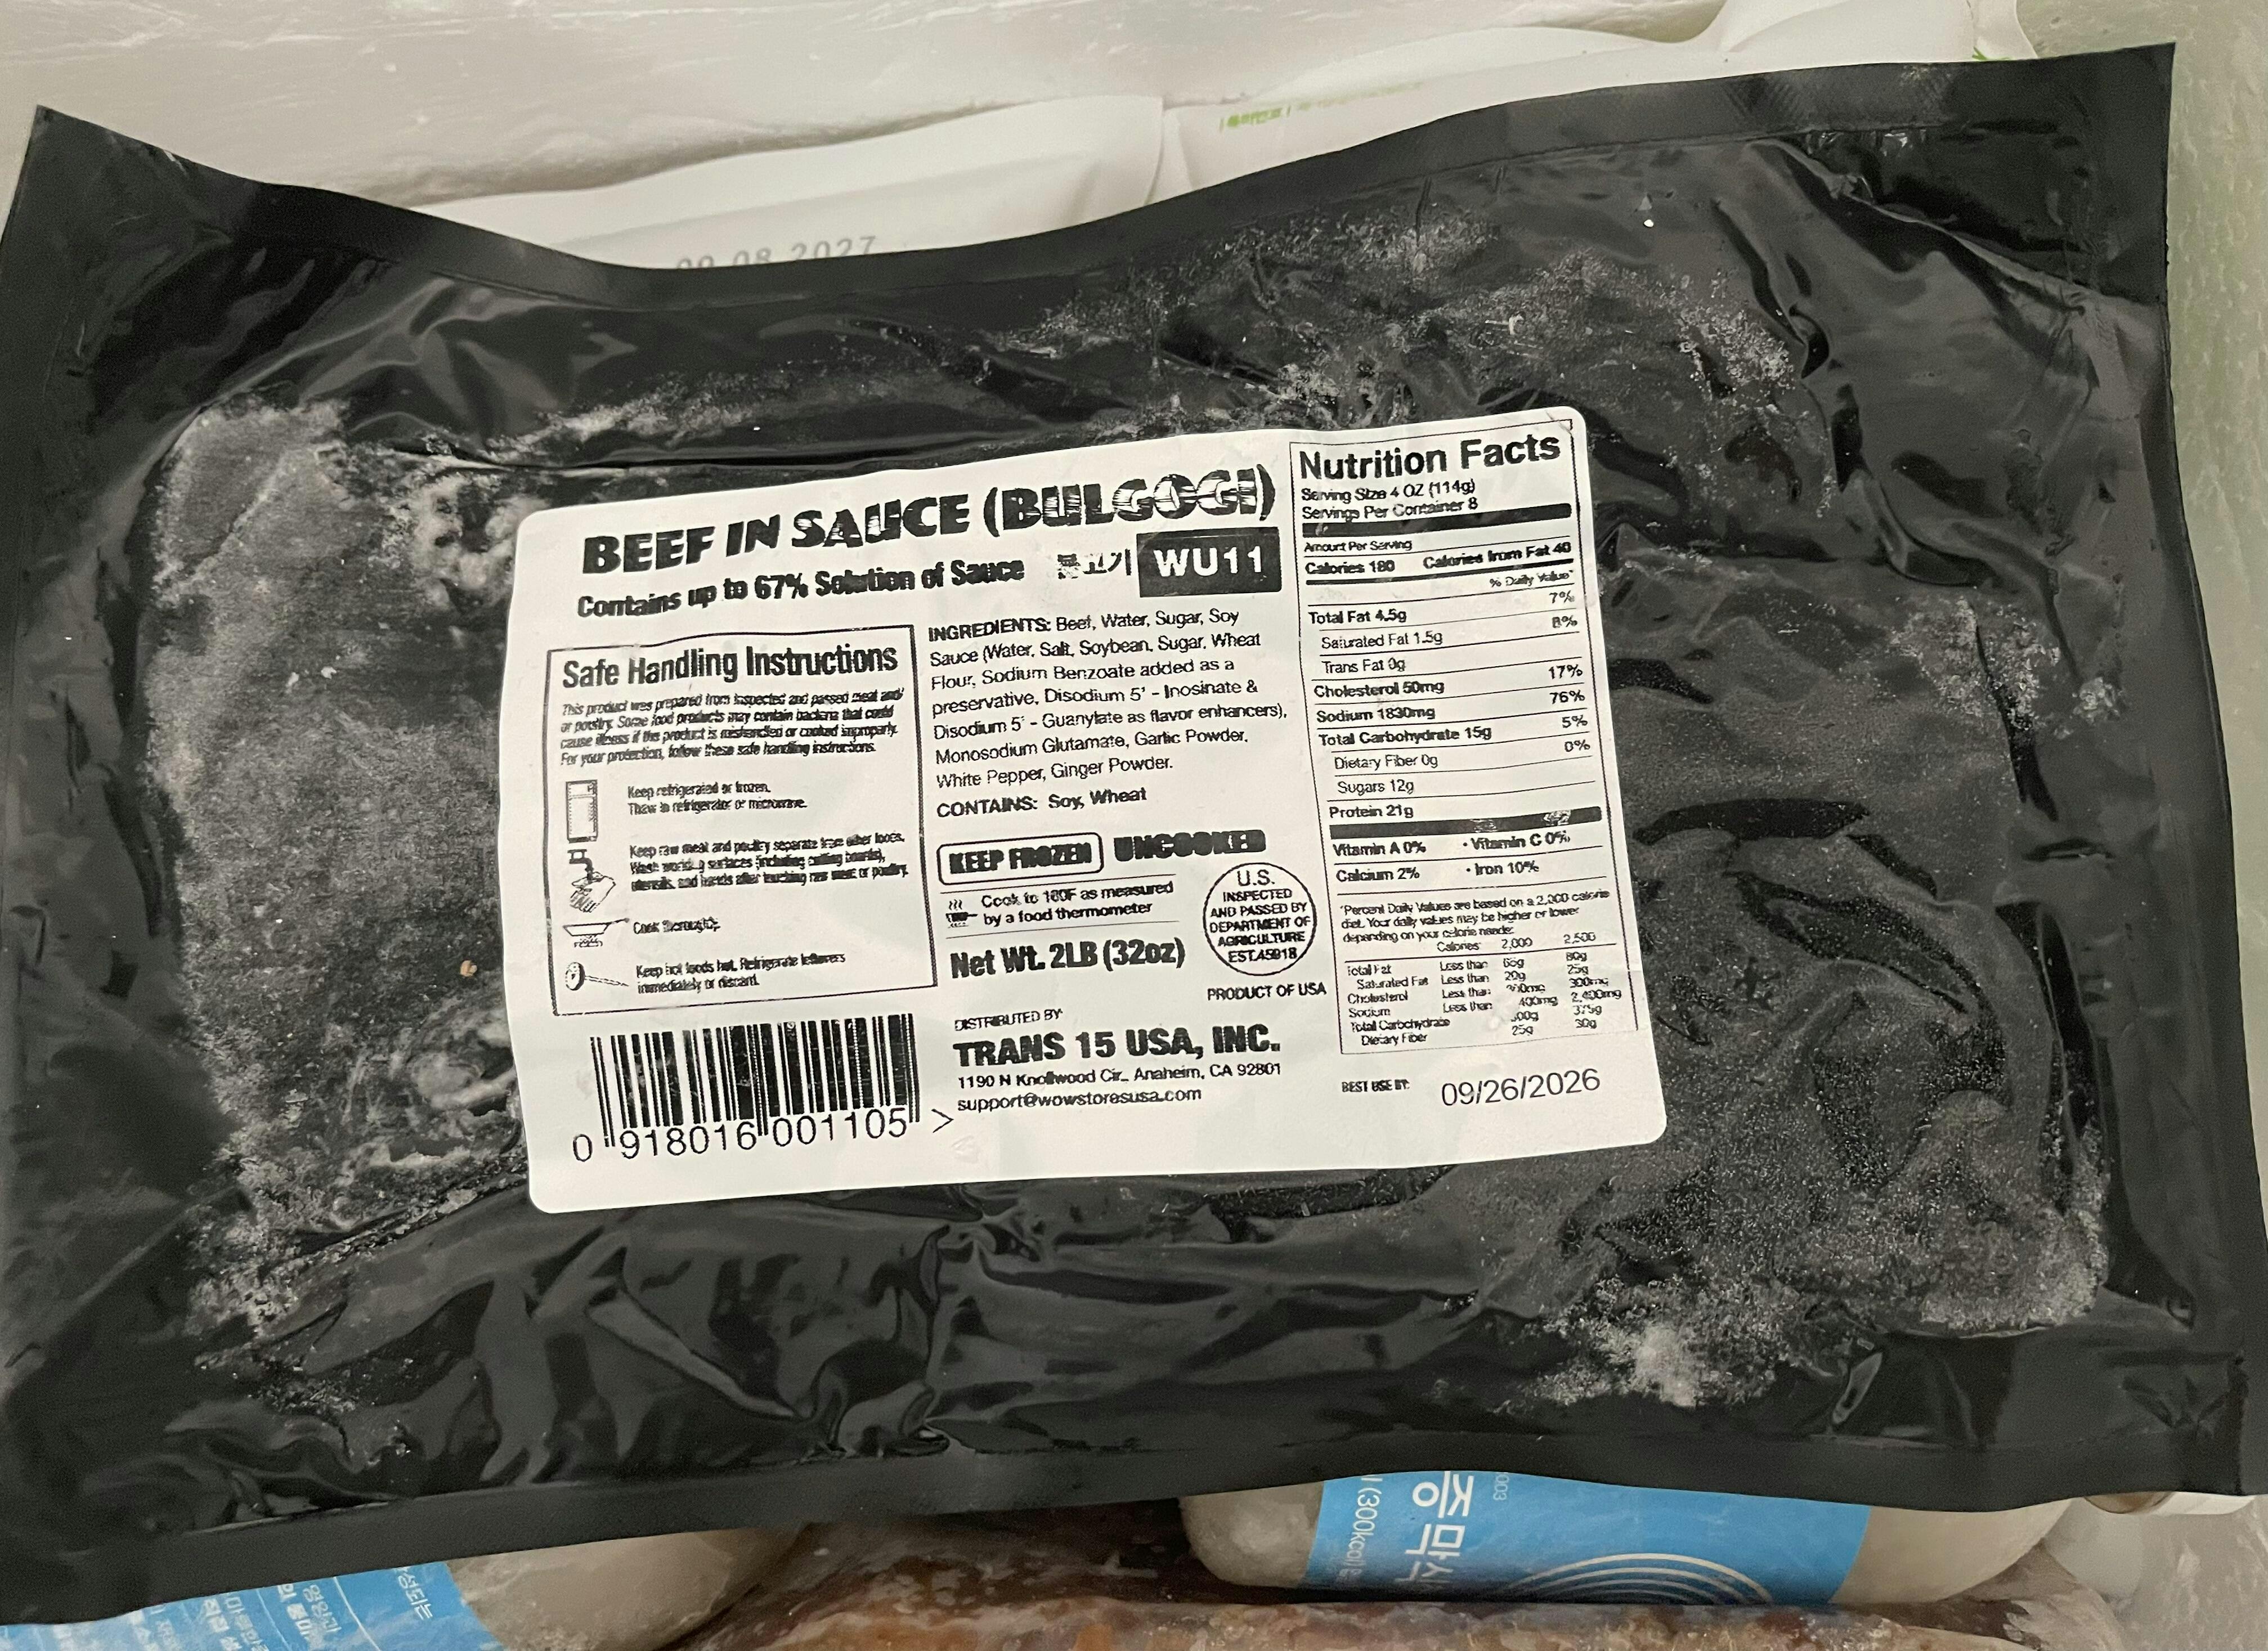 08 2027
BEEF IN SAUCE (BULGOGI)
Contains up to 67% Solution of Sauce
불고기
WU11
Safe Handling Instructions
This product was prepared from inspected and passed meat and/
or poultry. Some food products may contain bacteria that could
cause illness if the product is mishandled or cooked improperly.
For your protection, follow these safe handling instructions.
Keep refrigerated or frozen.
Thaw in refrigerator or microwave.
Keep raw meat and poultry separate from other foods.
Wash working surfaces (including cutting boards),
utensils, and hands after touching raw meat or poultry.
Cook thoroughly.
Keep hot foods hot. Refrigerate leftovers
immediately or discard.
0 918016 001105 >
INGREDIENTS: Beef, Water, Sugar, Soy
Sauce (Water, Salt, Soybean, Sugar, Wheat
Flour, Sodium Benzoate added as a
preservative, Disodium 5' - Inosinate &
Disodium 5' - Guanylate as flavor enhancers),
Monosodium Glutamate, Garlic Powder,
White Pepper, Ginger Powder.
CONTAINS: Soy, Wheat
KEEP FROZEN
UNCOOKED
Cook to 160F as measured
by a food thermometer
Net Wt. 2LB (32oz)
U.S.
INSPECTED
AND PASSED BY
DEPARTMENT OF
AGRICULTURE
PRODUCT OF USA
DISTRIBUTED BY:
TRANS 15 USA, INC.
1190 N Knollwood Cir., Anaheim, CA 92801
support@wowstoresusa.com
Nutrition Facts
Serving Size 4 OZ (114g)
Servings Per Container 8
Amount Per Serving
Calories 180 Calories from Fat 40
% Daily Value*
Total Fat 4.5g 7%
Saturated Fat 1.5g 8%
Trans Fat 0g
Cholesterol 50mg 17%
Sodium 1830mg 76%
Total Carbohydrate 15g 5%
Dietary Fiber 0g 0%
Sugars 12g
Protein 21g
Vitamin A 0% • Vitamin C 0%
Calcium 2% • Iron 10%
*Percent Daily Values are based on a 2,000 calorie
diet. Your daily values may be higher or lower
depending on your calorie needs:
Calories: 2,000 2,500
Total Fat Less than 65g 80g
Saturated Fat Less than 20g 25g
Cholesterol Less than 300mg 300mg
Sodium Less than 2,400mg
Total Carbohydrate 300g 375g
Dietary Fiber 25g 30g
BEST USE BY: 09/26/2026